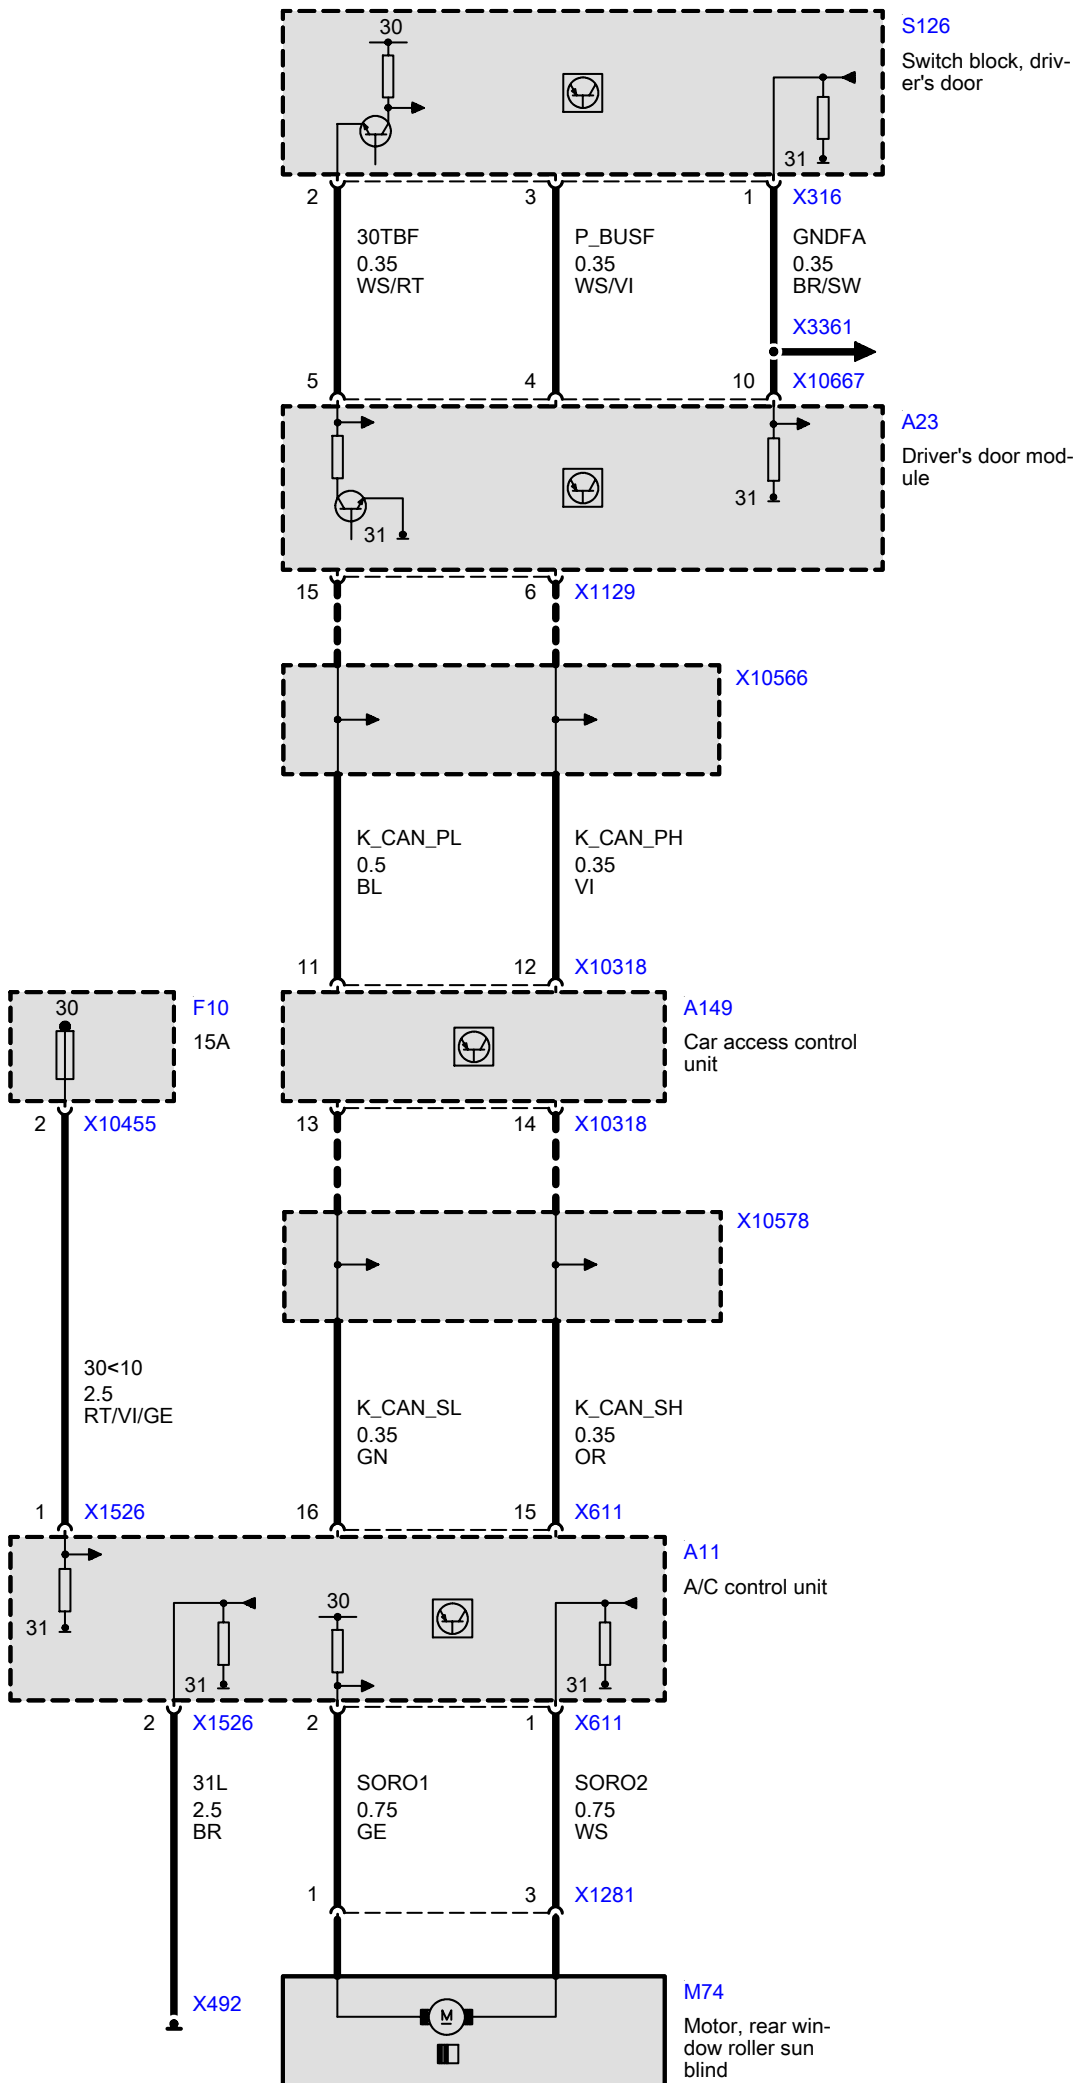 30
S126
Switch block, driv-
er's door
31
2
3
1
X316
30TBF
0.35
WS/RT
P_BUSF
0.35
WS/VI
GNDFA
0.35
BR/SW
X3361
5
4
10
X10667
A23
Driver's door mod-
ule
31
31
15
6
X1129
X10566
K_CAN_PL
0.5
BL
K_CAN_PH
0.35
VI
11
12
X10318
30
F10
15A
A149
Car access control
unit
2
X10455
13
14
X10318
X10578
30<10
2.5
RT/VI/GE
K_CAN_SL
0.35
GN
K_CAN_SH
0.35
OR
1
X1526
16
15
X611
A11
A/C control unit
30
31
31
31
2
X1526
2
1
X611
31L
2.5
BR
SORO1
0.75
GE
SORO2
0.75
WS
1
3
X1281
X492
M
M74
Motor, rear win-
dow roller sun
blind